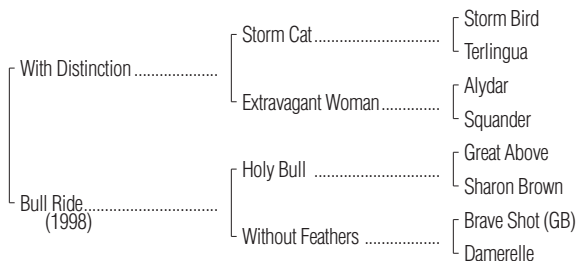 Storm Bird
Storm Cat
Terlingua
With Distinction
Alydar
Extravagant Woman
Squander
Great Above
Holy Bull
Sharon Brown
Bull Ride
(1998)
Brave Shot (GB)
Without Feathers
Damerelle